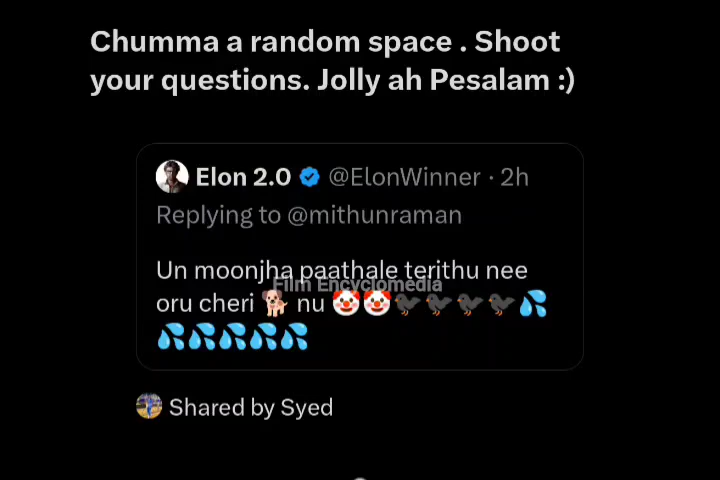 Chumma a random space . Shoot
your questions. Jolly ah Pesalam :)
Elon 2.0 @ElonWinner · 2h
Replying to @mithunraman
Un moonjha paathale terithu nee
Film Encyclomedia
oru cheri 🐕 nu 🤡🤡🐦‍⬛🐦‍⬛🐦‍⬛🐦‍⬛💦
💦💦💦💦💦
Shared by Syed